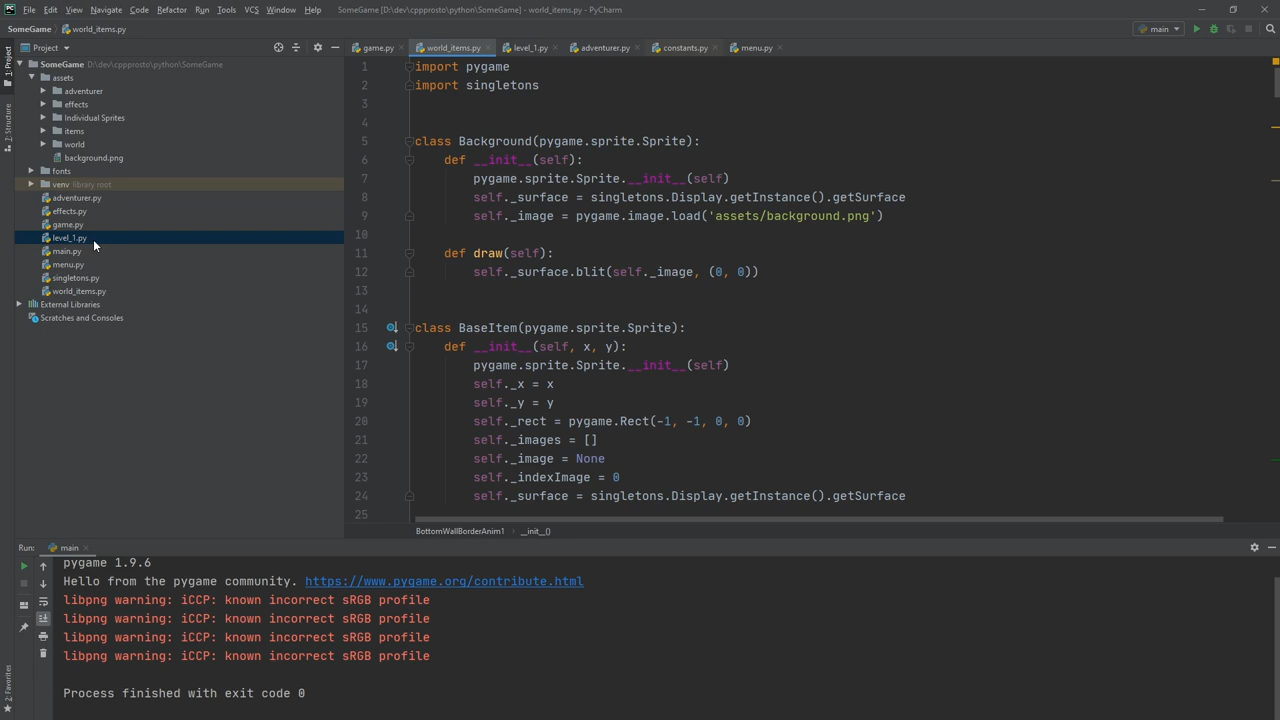 PC File Edit View Navigate Code Refactor Run Tools VCS Window Help SomeGame [D:\dev\cppprosto\python\SomeGame] - world_items.py - PyCharm
SomeGame world_items.py main
Project game.py world_items.py level_1.py adventurer.py constants.py menu.py
1: Project
7: Structure
2: Favorites
SomeGame D:\dev\cppprosto\python\SomeGame
assets
adventurer
effects
Individual Sprites
items
world
background.png
fonts
venv library root
adventurer.py
effects.py
game.py
level_1.py
main.py
menu.py
singletons.py
world_items.py
External Libraries
Scratches and Consoles
1 import pygame
2 import singletons
3
4
5 class Background(pygame.sprite.Sprite):
6 def __init__(self):
7 pygame.sprite.Sprite.__init__(self)
8 self._surface = singletons.Display.getInstance().getSurface
9 self._image = pygame.image.load('assets/background.png')
10
11 def draw(self):
12 self._surface.blit(self._image, (0, 0))
13
14
15 class BaseItem(pygame.sprite.Sprite):
16 def __init__(self, x, y):
17 pygame.sprite.Sprite.__init__(self)
18 self._x = x
19 self._y = y
20 self._rect = pygame.Rect(-1, -1, 0, 0)
21 self._images = []
22 self._image = None
23 self._indexImage = 0
24 self._surface = singletons.Display.getInstance().getSurface
25
BottomWallBorderAnim1 › __init__()
Run: main
pygame 1.9.6
Hello from the pygame community. https://www.pygame.org/contribute.html
libpng warning: iCCP: known incorrect sRGB profile
libpng warning: iCCP: known incorrect sRGB profile
libpng warning: iCCP: known incorrect sRGB profile
libpng warning: iCCP: known incorrect sRGB profile
Process finished with exit code 0